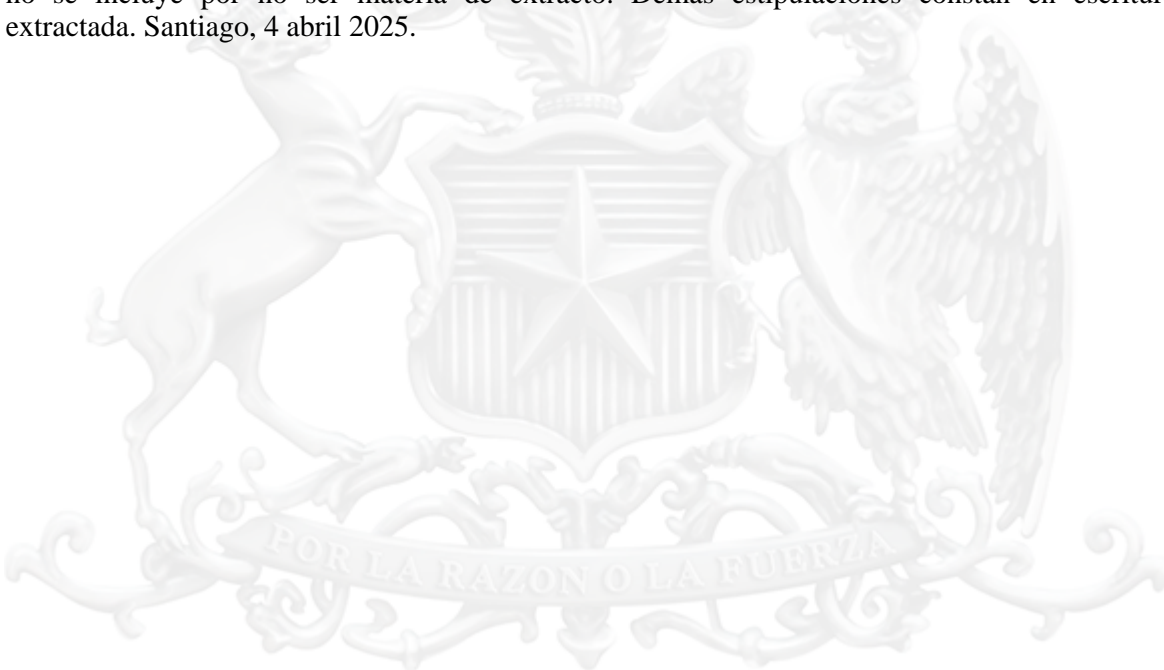 no se incluye por no ser materia de extracto. Demás estipulaciones constan en escritura
extractada. Santiago, 4 abril 2025.
POR LA RAZON O LA FUERZA